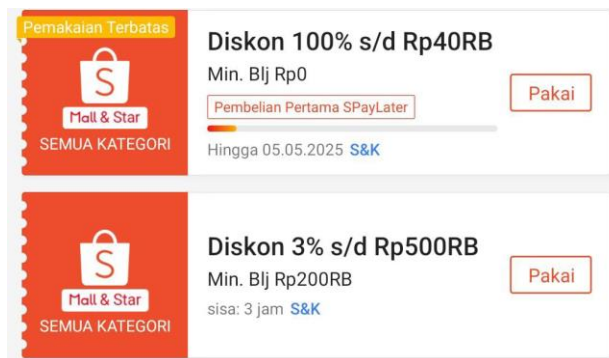 Pemakaian Terbatas
S
Mall & Star
SEMUA KATEGORI
Diskon 100% s/d Rp40RB
Min. Blj Rp0
Pembelian Pertama SPayLater
Hingga 05.05.2025 S&K
Pakai
S
Mall & Star
SEMUA KATEGORI
Diskon 3% s/d Rp500RB
Min. Blj Rp200RB
sisa: 3 jam S&K
Pakai